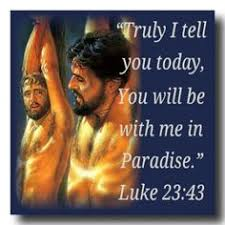 “Truly I tell
you today,
You will be
with me in
Paradise.”
Luke 23:43